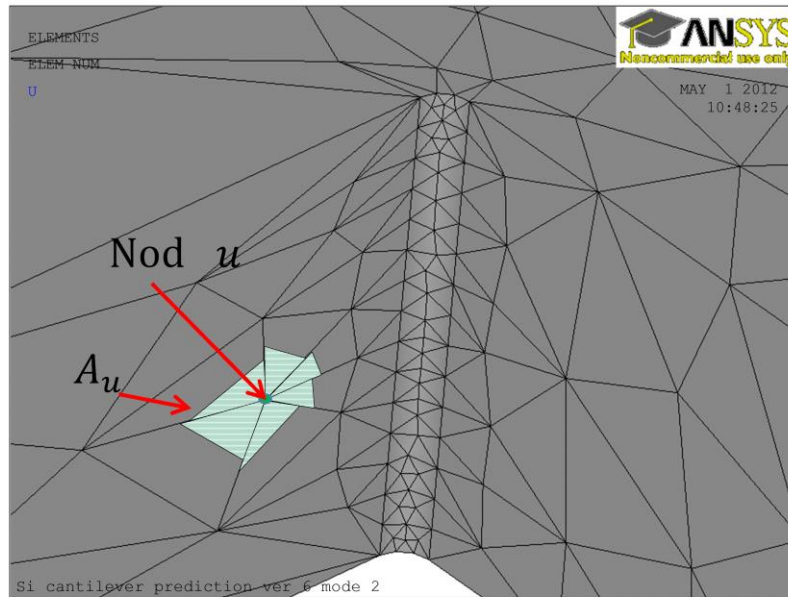 ELEMENTS
ELEM NUM
U
ANSYS
Noncommercial use only
MAY 1 2012
10:48:25
Nod u
A_u
Si cantilever prediction ver 6 mode 2